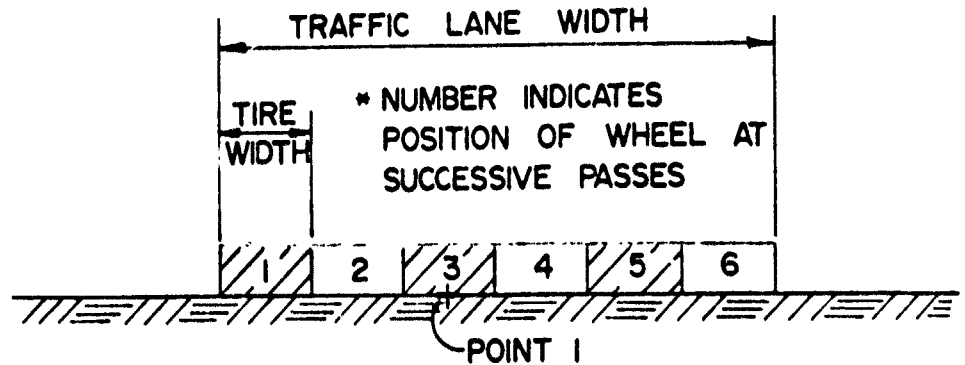 TRAFFIC LANE WIDTH
TIRE
WIDTH
* NUMBER INDICATES
POSITION OF WHEEL AT
SUCCESSIVE PASSES
1 2 3 4 5 6
POINT 1